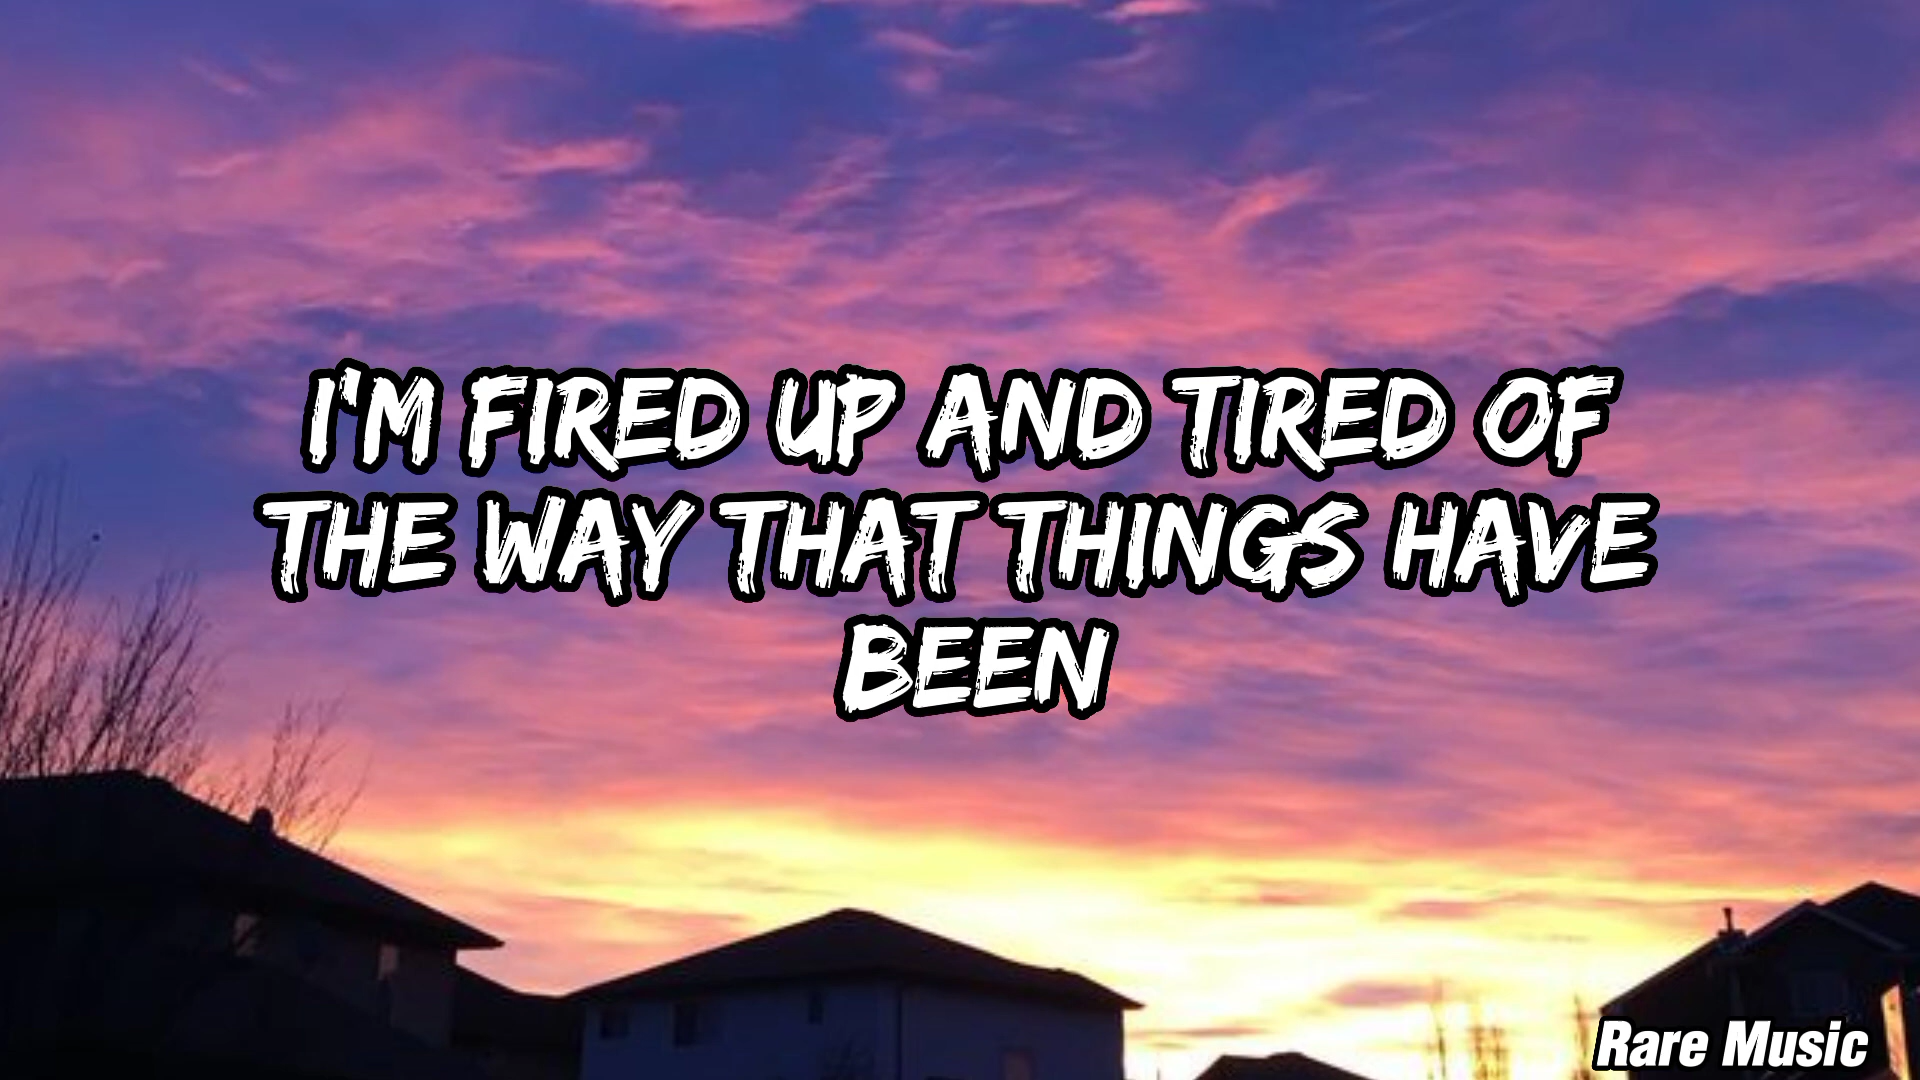 I'M FIRED UP AND TIRED OF
THE WAY THAT THINGS HAVE
BEEN
Rare Music